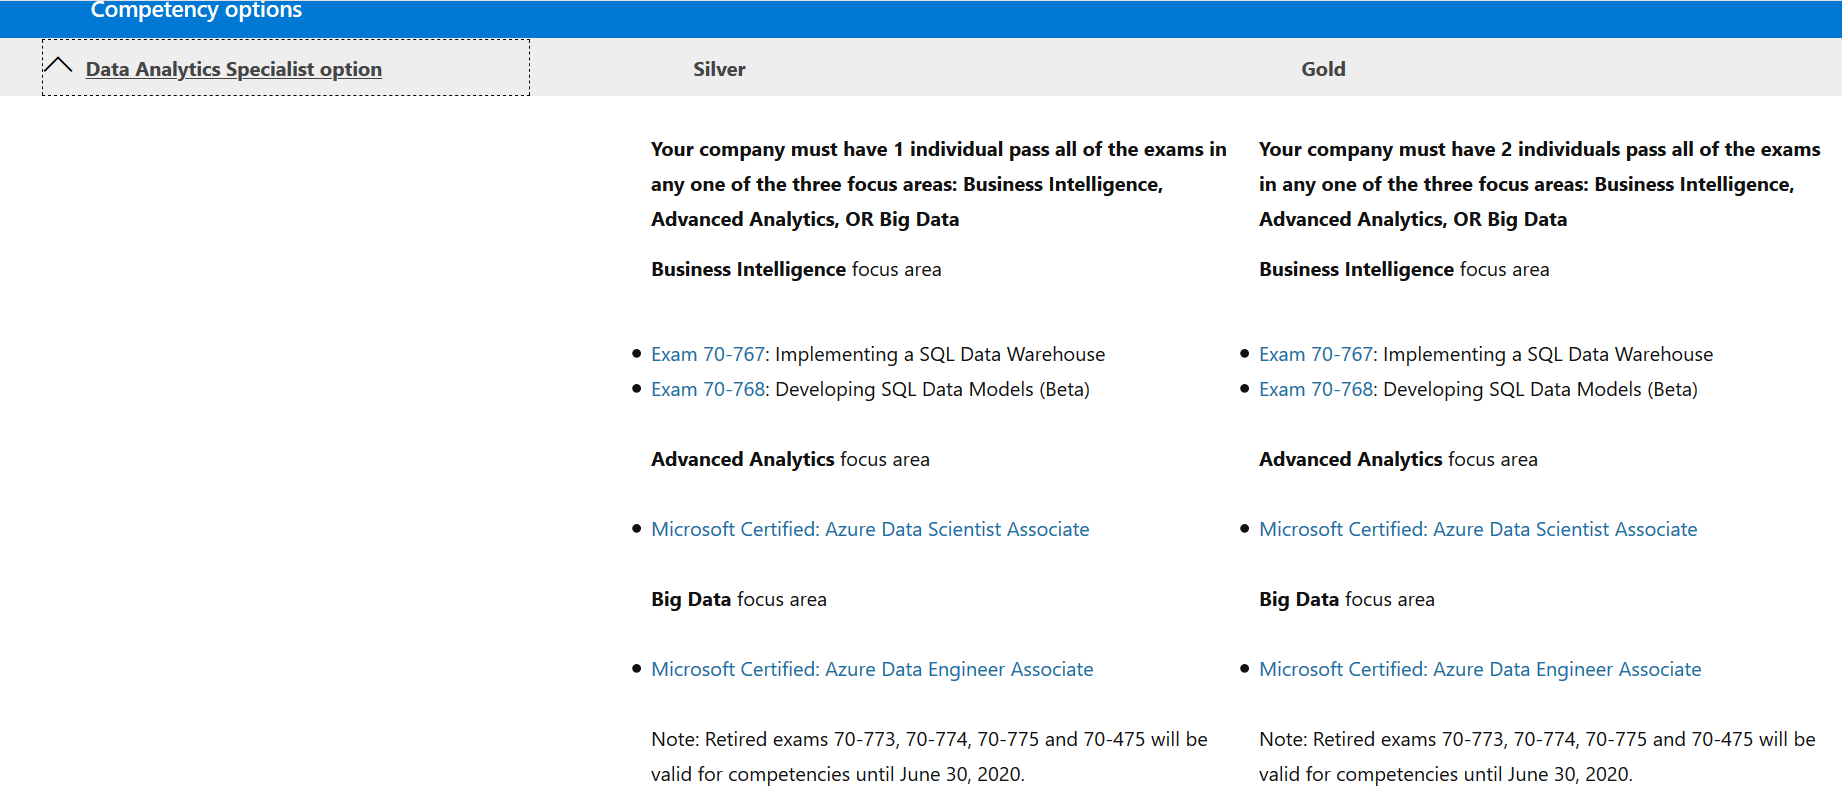 Competency options
Data Analytics Specialist option
Silver
Gold
Your company must have 1 individual pass all of the exams in
any one of the three focus areas: Business Intelligence,
Advanced Analytics, OR Big Data
Business Intelligence focus area
Exam 70-767: Implementing a SQL Data Warehouse
Exam 70-768: Developing SQL Data Models (Beta)
Advanced Analytics focus area
Microsoft Certified: Azure Data Scientist Associate
Big Data focus area
Microsoft Certified: Azure Data Engineer Associate
Note: Retired exams 70-773, 70-774, 70-775 and 70-475 will be
valid for competencies until June 30, 2020.
Your company must have 2 individuals pass all of the exams
in any one of the three focus areas: Business Intelligence,
Advanced Analytics, OR Big Data
Business Intelligence focus area
Exam 70-767: Implementing a SQL Data Warehouse
Exam 70-768: Developing SQL Data Models (Beta)
Advanced Analytics focus area
Microsoft Certified: Azure Data Scientist Associate
Big Data focus area
Microsoft Certified: Azure Data Engineer Associate
Note: Retired exams 70-773, 70-774, 70-775 and 70-475 will be
valid for competencies until June 30, 2020.